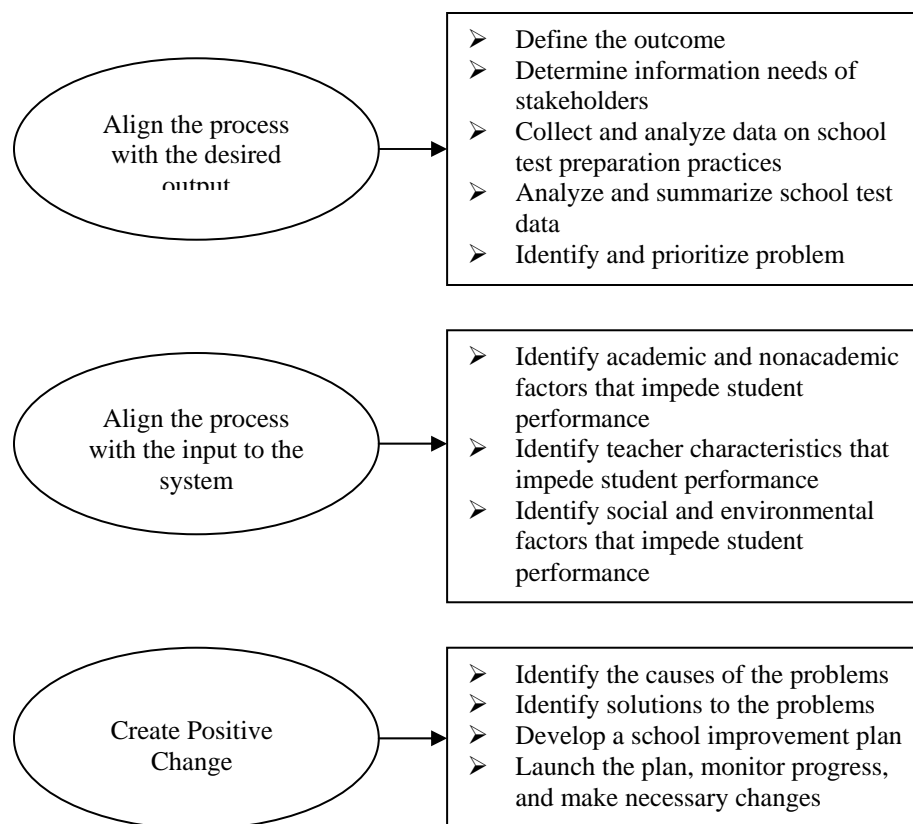 Align the process
with the desired
output
➢ Define the outcome
➢ Determine information needs of
stakeholders
➢ Collect and analyze data on school
test preparation practices
➢ Analyze and summarize school test
data
➢ Identify and prioritize problem
Align the process
with the input to the
system
➢ Identify academic and nonacademic
factors that impede student
performance
➢ Identify teacher characteristics that
impede student performance
➢ Identify social and environmental
factors that impede student
performance
Create Positive
Change
➢ Identify the causes of the problems
➢ Identify solutions to the problems
➢ Develop a school improvement plan
➢ Launch the plan, monitor progress,
and make necessary changes